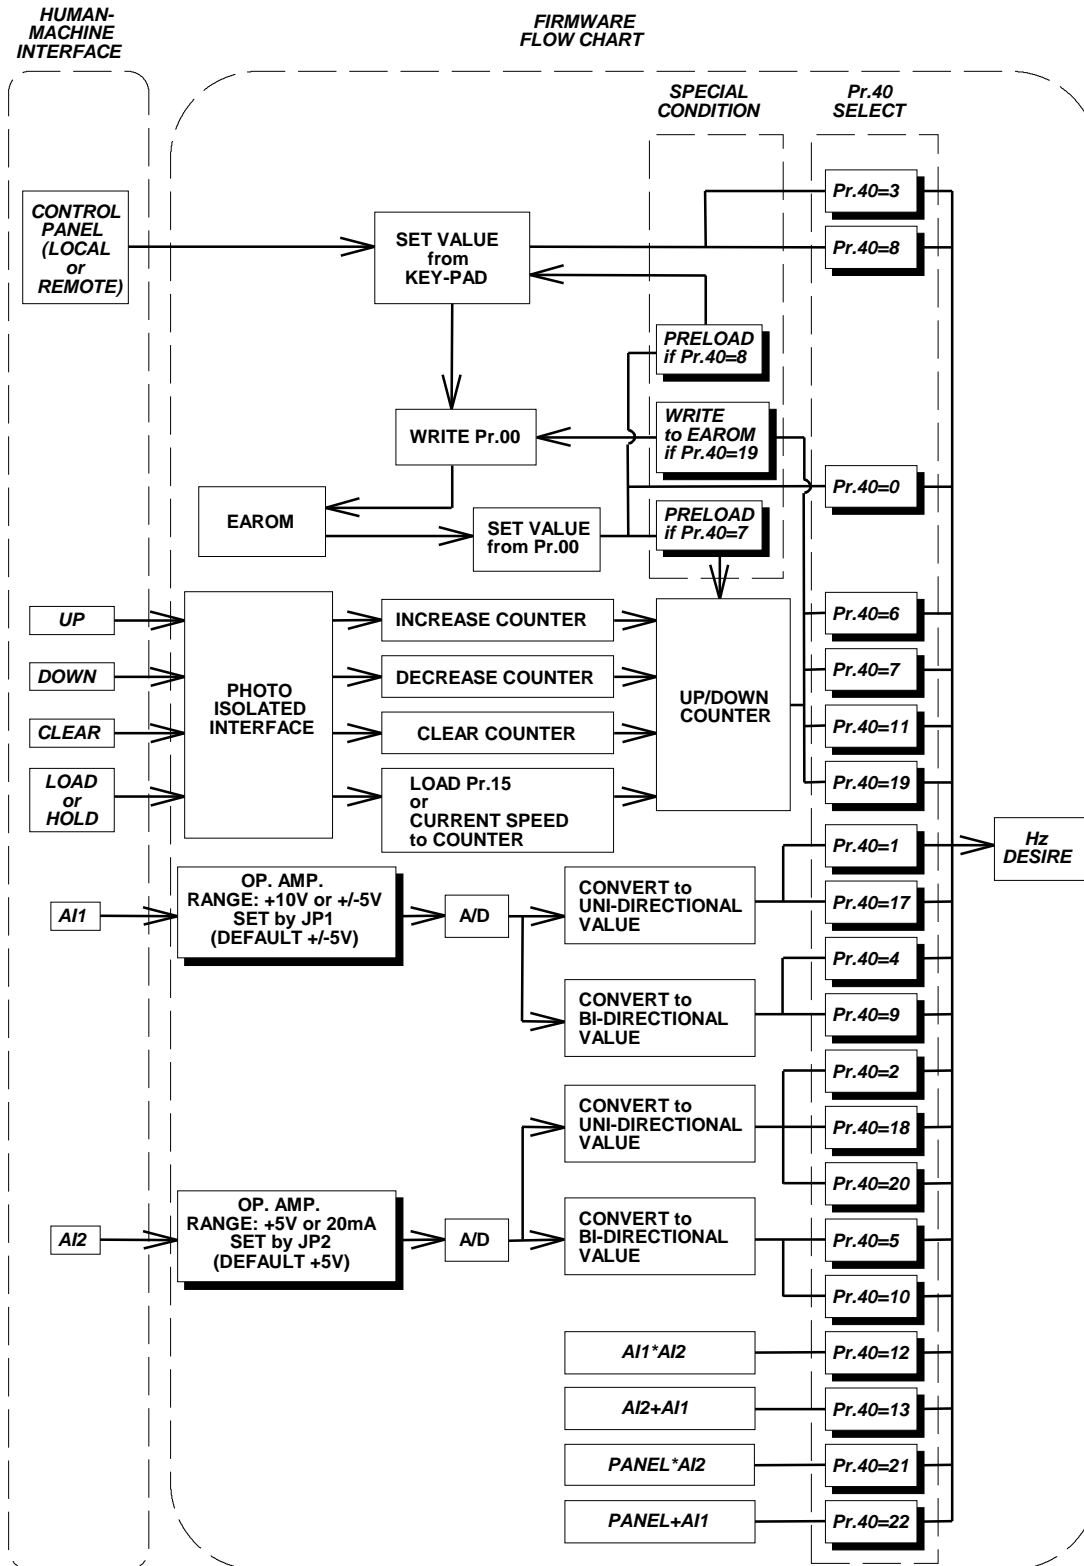 HUMAN-
MACHINE
INTERFACE
FIRMWARE
FLOW CHART
SPECIAL
CONDITION
Pr.40
SELECT
CONTROL
PANEL
(LOCAL
or
REMOTE)
SET VALUE
from
KEY-PAD
Pr.40=3
Pr.40=8
PRELOAD
if Pr.40=8
WRITE Pr.00
WRITE
to EAROM
if Pr.40=19
Pr.40=0
EAROM
SET VALUE
from Pr.00
PRELOAD
if Pr.40=7
UP
DOWN
CLEAR
LOAD
or
HOLD
PHOTO
ISOLATED
INTERFACE
INCREASE COUNTER
DECREASE COUNTER
CLEAR COUNTER
LOAD Pr.15
or
CURRENT SPEED
to COUNTER
UP/DOWN
COUNTER
Pr.40=6
Pr.40=7
Pr.40=11
Pr.40=19
Hz
DESIRE
AI1
OP. AMP.
RANGE: +10V or +/-5V
SET by JP1
(DEFAULT +/-5V)
A/D
CONVERT to
UNI-DIRECTIONAL
VALUE
Pr.40=1
Pr.40=17
CONVERT to
BI-DIRECTIONAL
VALUE
Pr.40=4
Pr.40=9
AI2
OP. AMP.
RANGE: +5V or 20mA
SET by JP2
(DEFAULT +5V)
A/D
CONVERT to
UNI-DIRECTIONAL
VALUE
Pr.40=2
Pr.40=18
Pr.40=20
CONVERT to
BI-DIRECTIONAL
VALUE
Pr.40=5
Pr.40=10
AI1*AI2
Pr.40=12
AI2+AI1
Pr.40=13
PANEL*AI2
Pr.40=21
PANEL+AI1
Pr.40=22